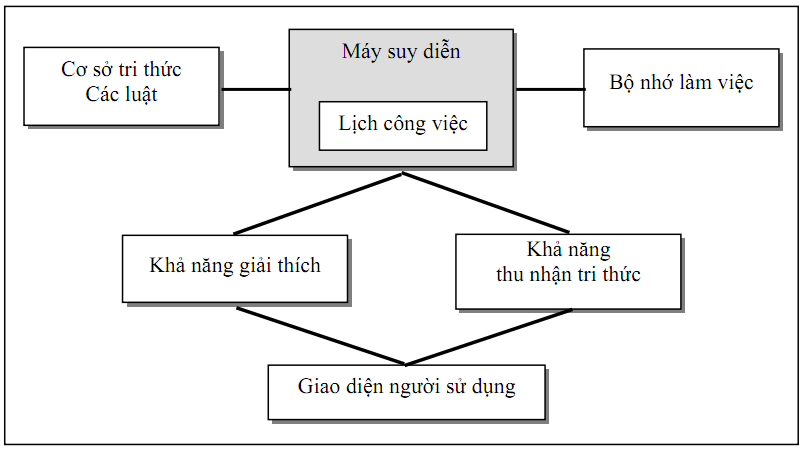 Cơ sở tri thức
Các luật
Máy suy diễn
Lịch công việc
Bộ nhớ làm việc
Khả năng giải thích
Khả năng
thu nhận tri thức
Giao diện người sử dụng